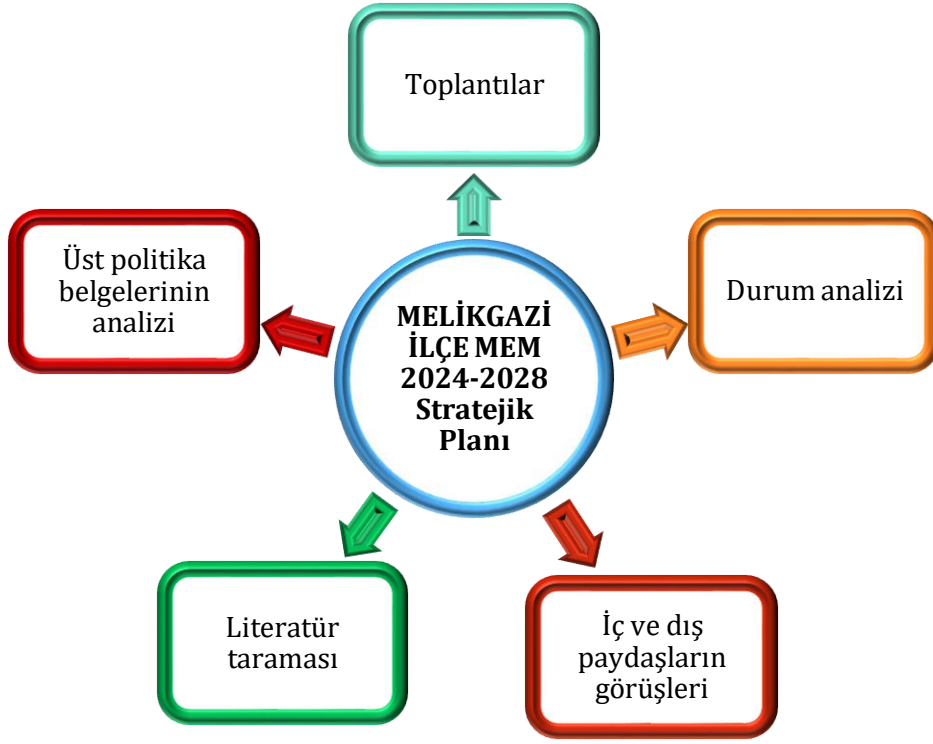 Toplantılar
Üst politika
belgelerinin
analizi
MELİKGAZİ
İLÇE MEM
2024-2028
Stratejik
Planı
Durum analizi
Literatür
taraması
İç ve dış
paydaşların
görüşleri